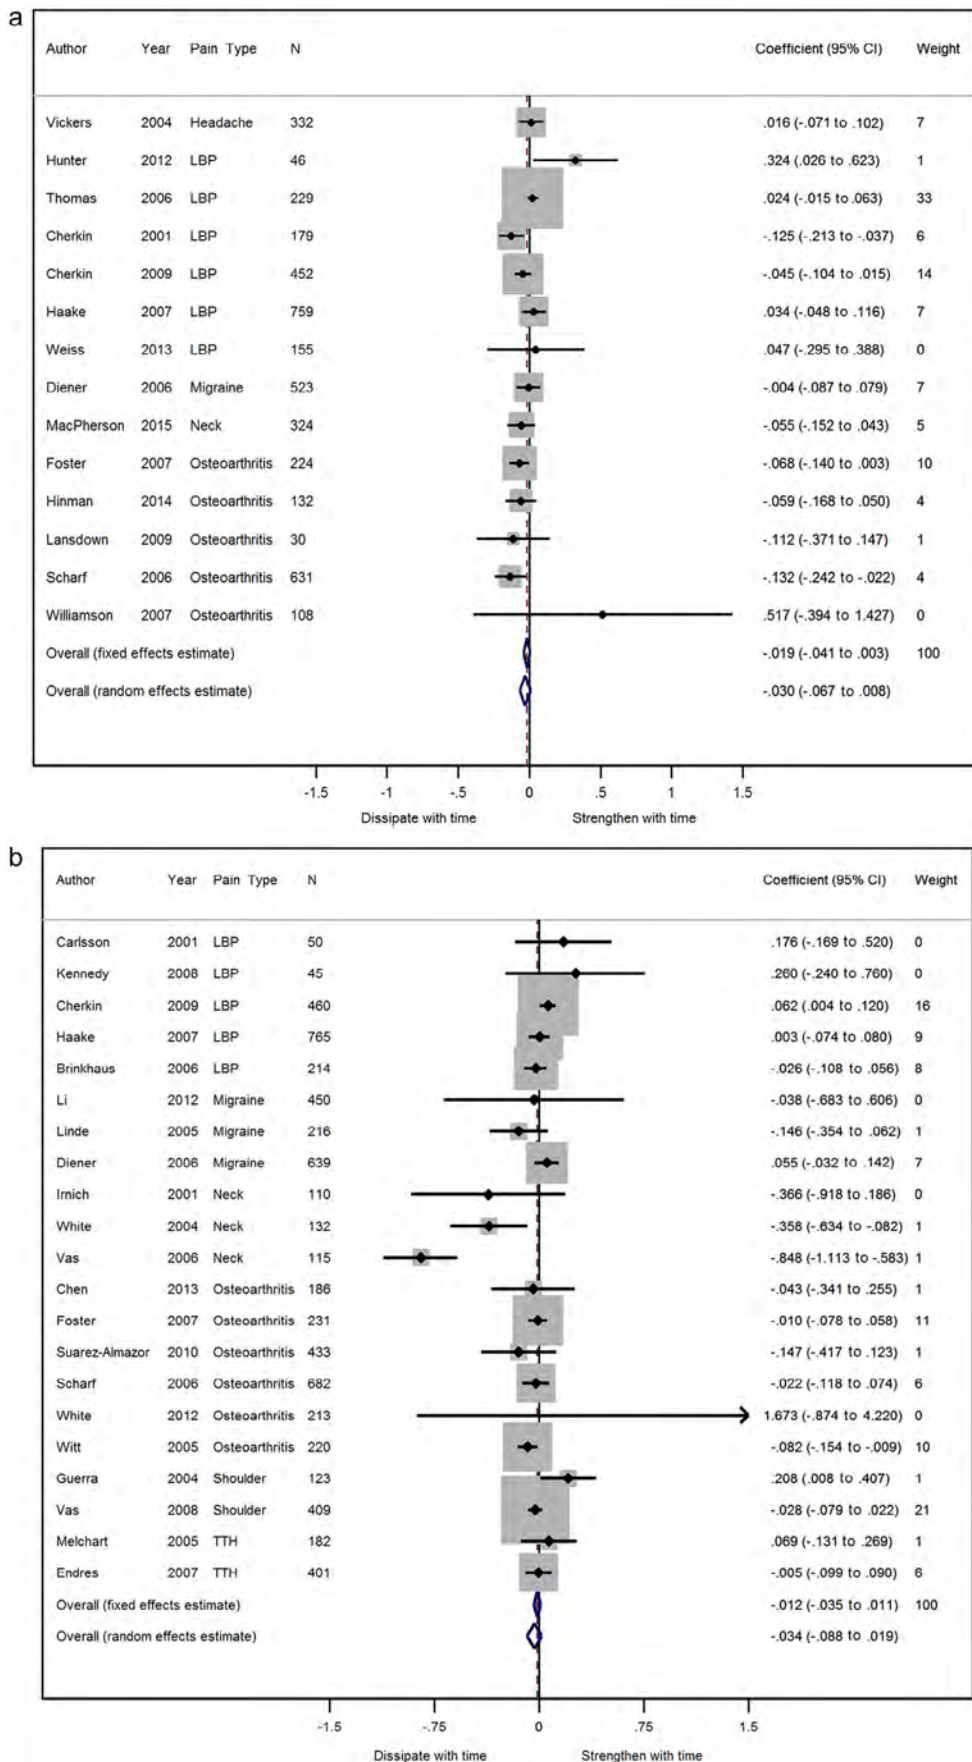 a
Author Year Pain Type N Coefficient (95% CI) Weight
Vickers 2004 Headache 332 .016 (-.071 to .102) 7
Hunter 2012 LBP 46 .324 (.026 to .623) 1
Thomas 2006 LBP 229 .024 (-.015 to .063) 33
Cherkin 2001 LBP 179 -.125 (-.213 to -.037) 6
Cherkin 2009 LBP 452 -.045 (-.104 to .015) 14
Haake 2007 LBP 759 .034 (-.048 to .116) 7
Weiss 2013 LBP 155 .047 (-.295 to .388) 0
Diener 2006 Migraine 523 -.004 (-.087 to .079) 7
MacPherson 2015 Neck 324 -.055 (-.152 to .043) 5
Foster 2007 Osteoarthritis 224 -.068 (-.140 to .003) 10
Hinman 2014 Osteoarthritis 132 -.059 (-.168 to .050) 4
Lansdown 2009 Osteoarthritis 30 -.112 (-.371 to .147) 1
Scharf 2006 Osteoarthritis 631 -.132 (-.242 to -.022) 4
Williamson 2007 Osteoarthritis 108 .517 (-.394 to 1.427) 0
Overall (fixed effects estimate) -.019 (-.041 to .003) 100
Overall (random effects estimate) -.030 (-.067 to .008)
-1.5 -1 -.5 0 .5 1 1.5
Dissipate with time Strengthen with time
b
Author Year Pain Type N Coefficient (95% CI) Weight
Carlsson 2001 LBP 50 .176 (-.169 to .520) 0
Kennedy 2008 LBP 45 .260 (-.240 to .760) 0
Cherkin 2009 LBP 460 .062 (.004 to .120) 16
Haake 2007 LBP 765 .003 (-.074 to .080) 9
Brinkhaus 2006 LBP 214 -.026 (-.108 to .056) 8
Li 2012 Migraine 450 -.038 (-.683 to .606) 0
Linde 2005 Migraine 216 -.146 (-.354 to .062) 1
Diener 2006 Migraine 639 .055 (-.032 to .142) 7
Irnich 2001 Neck 110 -.366 (-.918 to .186) 0
White 2004 Neck 132 -.358 (-.634 to -.082) 1
Vas 2006 Neck 115 -.848 (-1.113 to -.583) 1
Chen 2013 Osteoarthritis 186 -.043 (-.341 to .255) 1
Foster 2007 Osteoarthritis 231 -.010 (-.078 to .058) 11
Suarez-Almazor 2010 Osteoarthritis 433 -.147 (-.417 to .123) 1
Scharf 2006 Osteoarthritis 682 -.022 (-.118 to .074) 6
White 2012 Osteoarthritis 213 1.673 (-.874 to 4.220) 0
Witt 2005 Osteoarthritis 220 -.082 (-.154 to -.009) 10
Guerra 2004 Shoulder 123 .208 (.008 to .407) 1
Vas 2008 Shoulder 409 -.028 (-.079 to .022) 21
Melchart 2005 TTH 182 .069 (-.131 to .269) 1
Endres 2007 TTH 401 -.005 (-.099 to .090) 6
Overall (fixed effects estimate) -.012 (-.035 to .011) 100
Overall (random effects estimate) -.034 (-.088 to .019)
-1.5 -.75 0 .75 1.5
Dissipate with time Strengthen with time